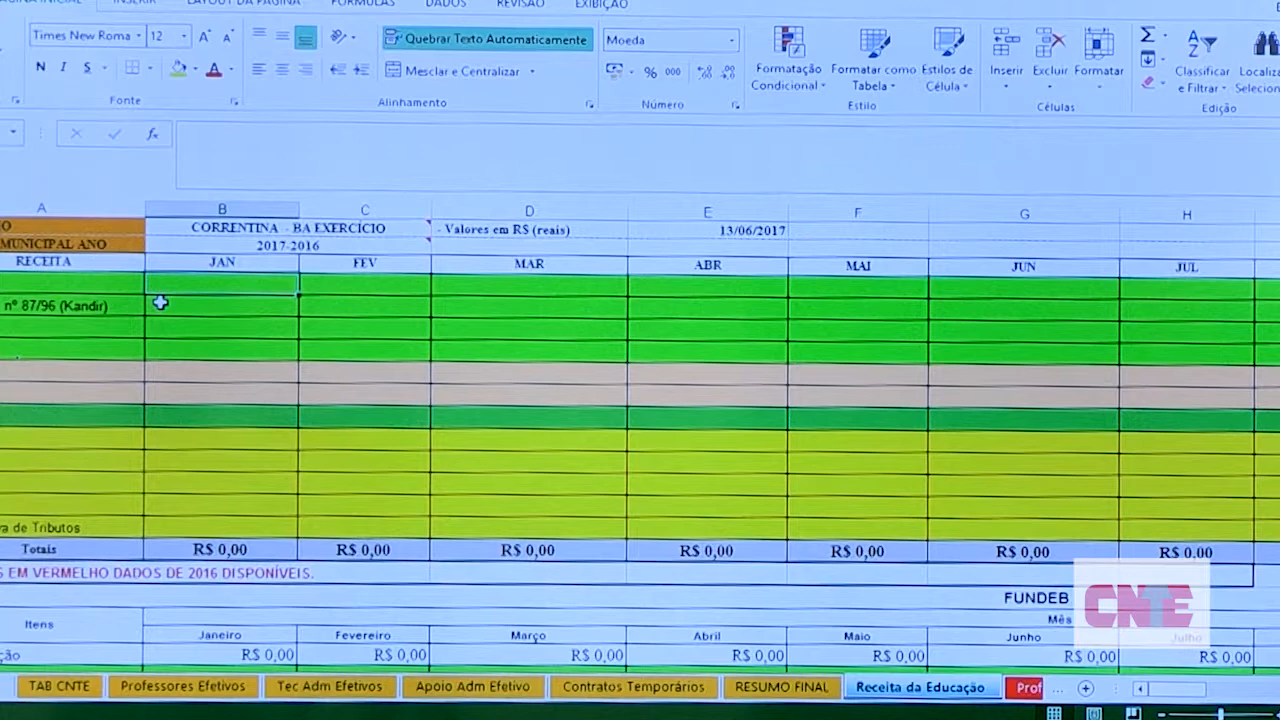 INSERIR LAYOUT DA PÁGINA FÓRMULAS DADOS REVISÃO EXIBIÇÃO
Times New Roma 12 Quebrar Texto Automaticamente Moeda
N I S Mesclar e Centralizar % 000
Formatação Condicional Formatar como Tabela Estilos de Célula Inserir Excluir Formatar Classificar e Filtrar
Fonte Alinhamento Número Estilo Células Edição
fx
A B C D E F G H
O CORRENTINA - BA EXERCÍCIO - Valores em R$ (reais) 13/06/2017
MUNICIPAL ANO 2017-2016
RECEITA JAN FEV MAR ABR MAI JUN JUL
nº 87/96 (Kandir)
de Tributos
Totais R$ 0,00 R$ 0,00 R$ 0,00 R$ 0,00 R$ 0,00 R$ 0,00 R$ 0,00
EM VERMELHO DADOS DE 2016 DISPONÍVEIS.
FUNDEB
CNTE
Itens Mês
Janeiro Fevereiro Março Abril Maio Junho Julho
ção R$ 0,00 R$ 0,00 R$ 0,00 R$ 0,00 R$ 0,00 R$ 0,00 R$ 0,00
TAB CNTE Professores Efetivos Tec Adm Efetivos Apoio Adm Efetivo Contratos Temporários RESUMO FINAL Receita da Educação Prof ...